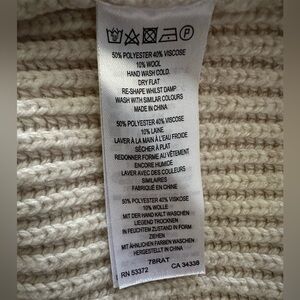 50% POLYESTER 40% VISCOSE
10% WOOL
HAND WASH COLD.
DRY FLAT
RE-SHAPE WHILST DAMP.
WASH WITH SIMILAR COLOURS
MADE IN CHINA.
50% POLYESTER 40% VISCOSE
10% LAINE.
LAVER À LA MAIN À L'EAU FROIDE
SÉCHER À PLAT
REDONNER FORME AU VÊTEMENT
ENCORE HUMIDE
LAVER AVEC DES COULEURS
SIMILAIRES
FABRIQUÉ EN CHINE
50% POLYESTER 40% VISKOSE
10% WOLLE
MIT DER HAND KALT WASCHEN
LIEGEND TROCKNEN
IN FEUCHTEM ZUSTAND IN FORM
ZIEHEN
MIT ÄHNLICHEN FARBEN WASCHEN
HERGESTELLT IN CHINA
78RAT
RN 53372 CA 34338